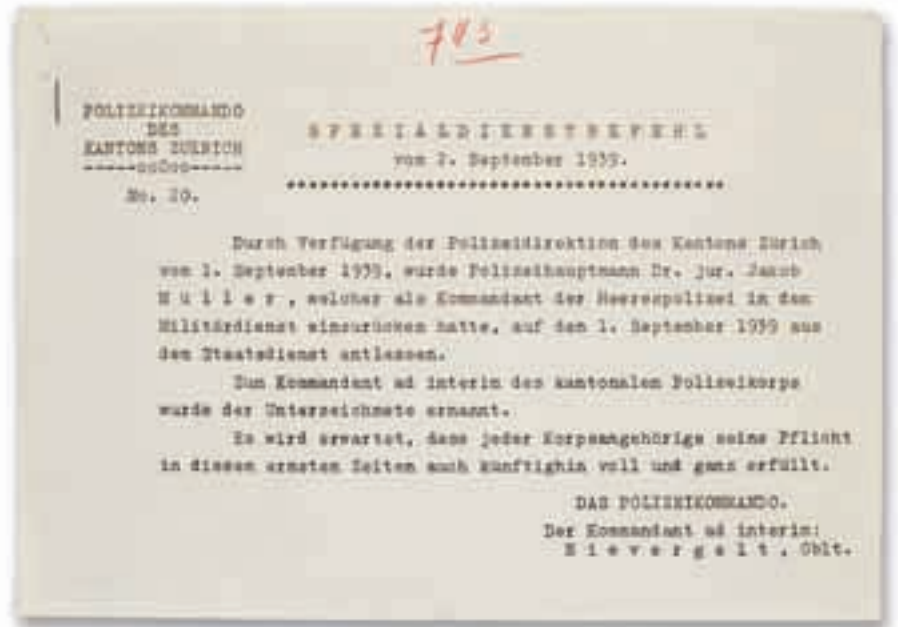 743
POLIZEIKOMMANDO
DES
KANTONS ZUERICH
-----ooOoo-----
No. 20.
S P E Z I A L D I E N S T B E F E H L
vom 2. September 1939.
Durch Verfügung der Polizeidirektion des Kantons Zürich
vom 1. September 1939, wurde Polizeihauptmann Dr. jur. Jakob
M ü l l e r , welcher als Kommandant der Heerespolizei in den
Militärdienst einzurücken hatte, auf den 1. September 1939 aus
dem Staatsdienst entlassen.
Zum Kommandant ad interim des kantonalen Polizeikorps
wurde der Unterzeichnete ernannt.
Es wird erwartet, dass jeder Korpsangehörige seine Pflicht
in diesen ernsten Zeiten auch künftighin voll und ganz erfüllt.
DAS POLIZEIKOMMANDO.
Der Kommandant ad interim:
N i e v e r g e l t , Oblt.